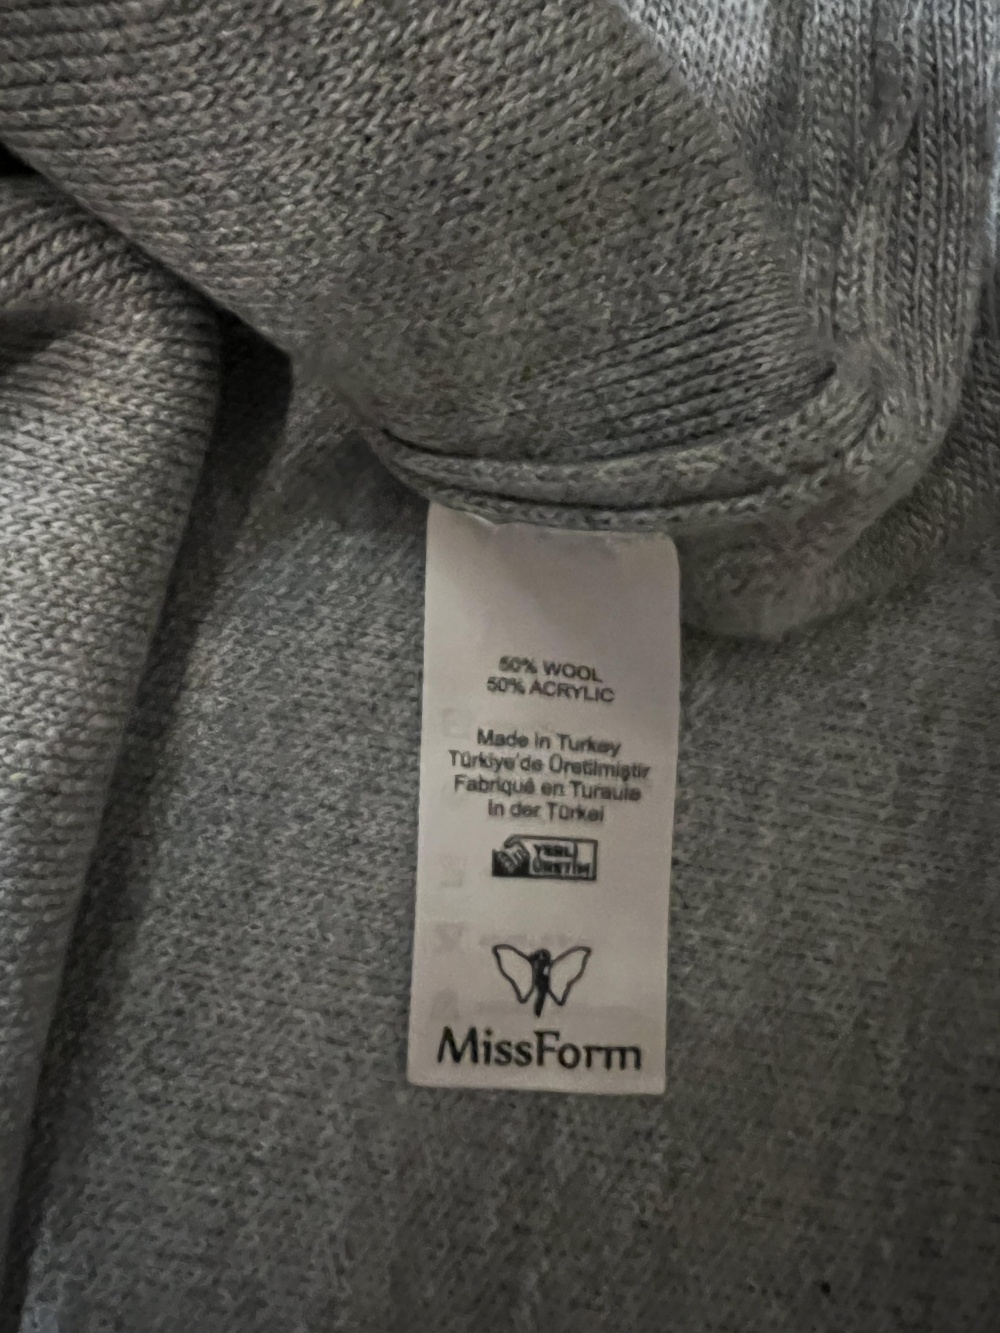 50% WOOL
50% ACRYLIC
Made in Turkey
Türkiye'de Üretilmiştir
Fabriqué en Turquie
In der Türkei
YERLİ
ÜRETİM
MissForm